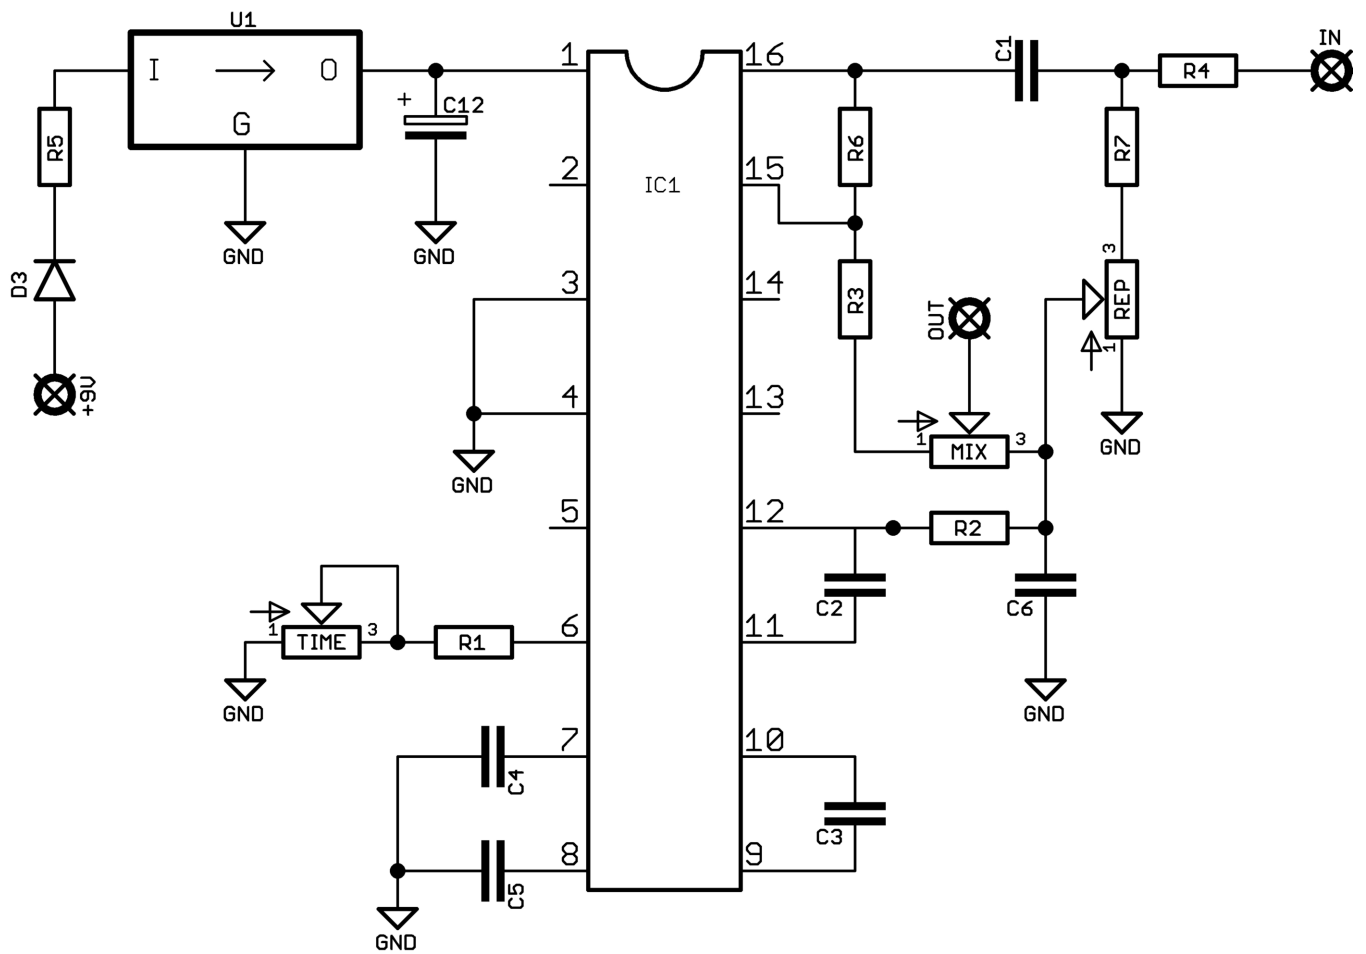 U1
I
O
G
GND
R5
D3
+9V
+
C12
GND
1
2
3
4
5
6
7
8
GND
1
TIME
3
GND
R1
C4
C5
GND
IC1
16
15
14
13
12
11
10
9
C1
R4
IN
R6
R7
R3
OUT
3
REP
1
GND
1
MIX
3
R2
C2
C6
GND
C3